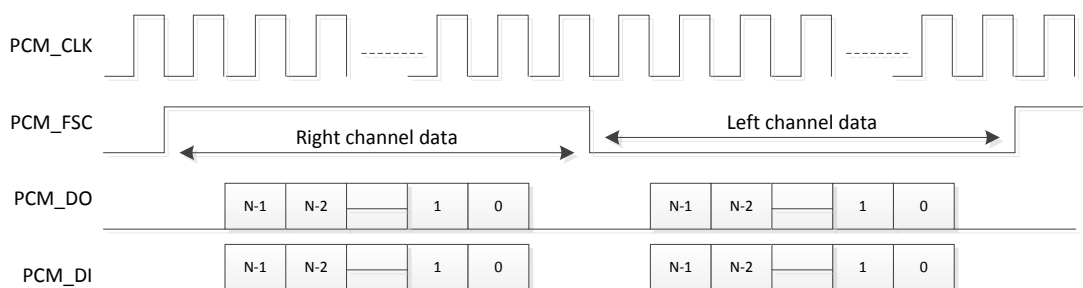 PCM_CLK
PCM_FSC
Right channel data
Left channel data
PCM_DO
N-1 N-2 1 0 N-1 N-2 1 0
PCM_DI
N-1 N-2 1 0 N-1 N-2 1 0